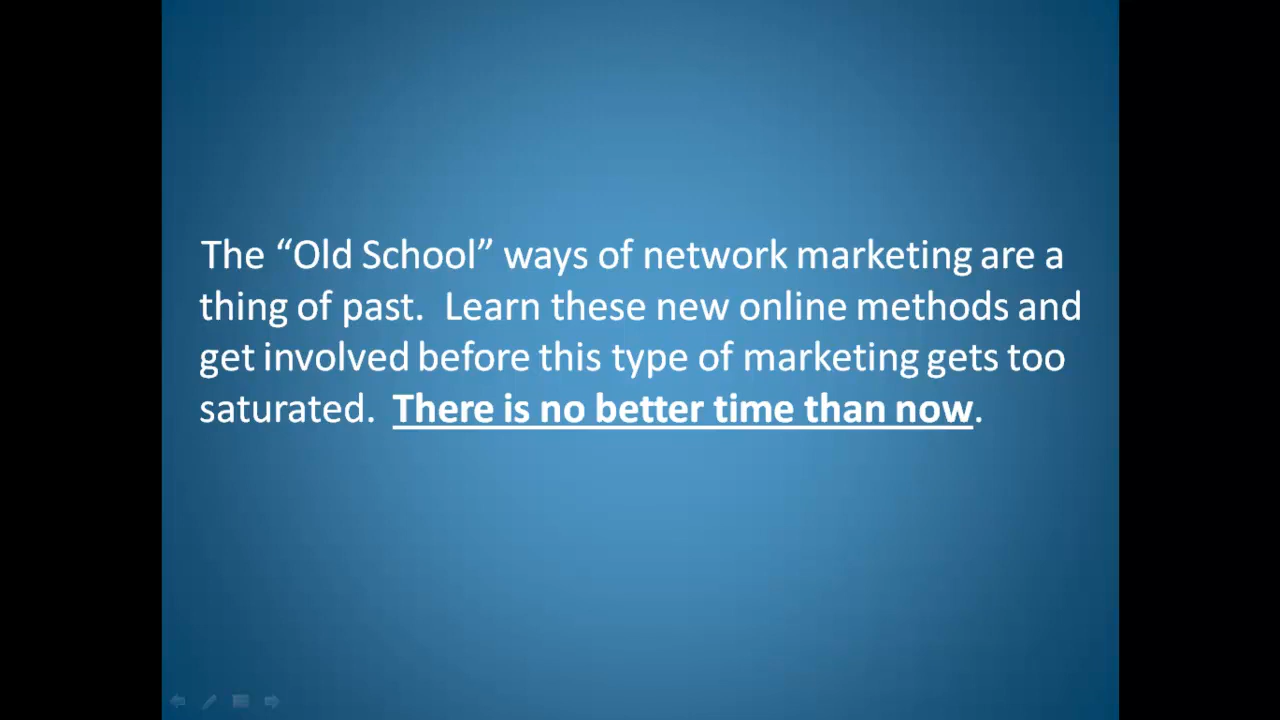 The “Old School” ways of network marketing are a
thing of past.  Learn these new online methods and
get involved before this type of marketing gets too
saturated.  There is no better time than now.